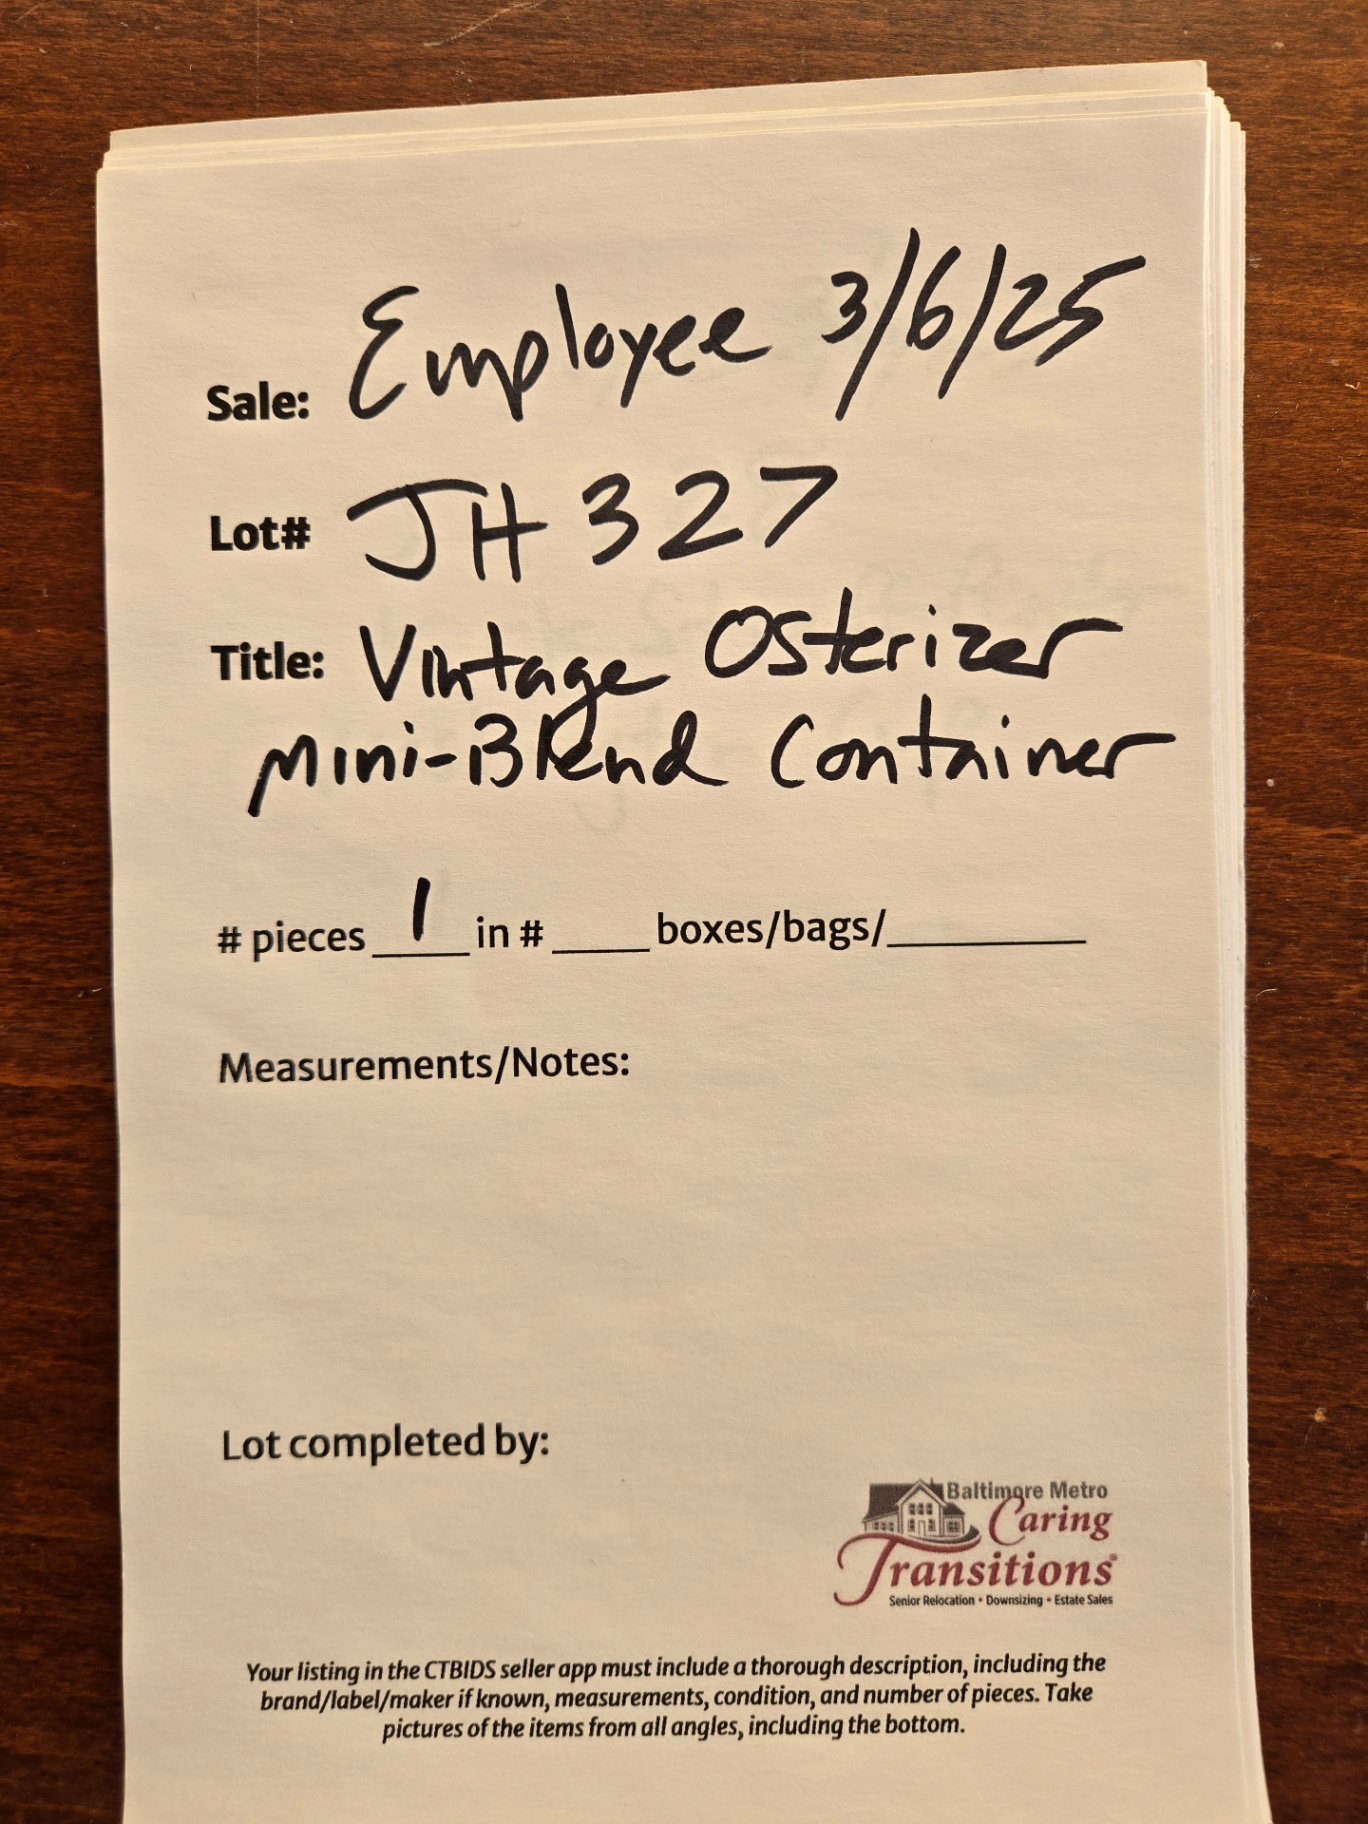 Sale: Employee 3/6/25
Lot# JH 327
Title: Vintage Osterizer
Mini-Blend Container
# pieces 1 in # ____ boxes/bags/________
Measurements/Notes:
Lot completed by:
Baltimore Metro
Caring
Transitions®
Senior Relocation • Downsizing • Estate Sales
Your listing in the CTBIDS seller app must include a thorough description, including the
brand/label/maker if known, measurements, condition, and number of pieces. Take
pictures of the items from all angles, including the bottom.